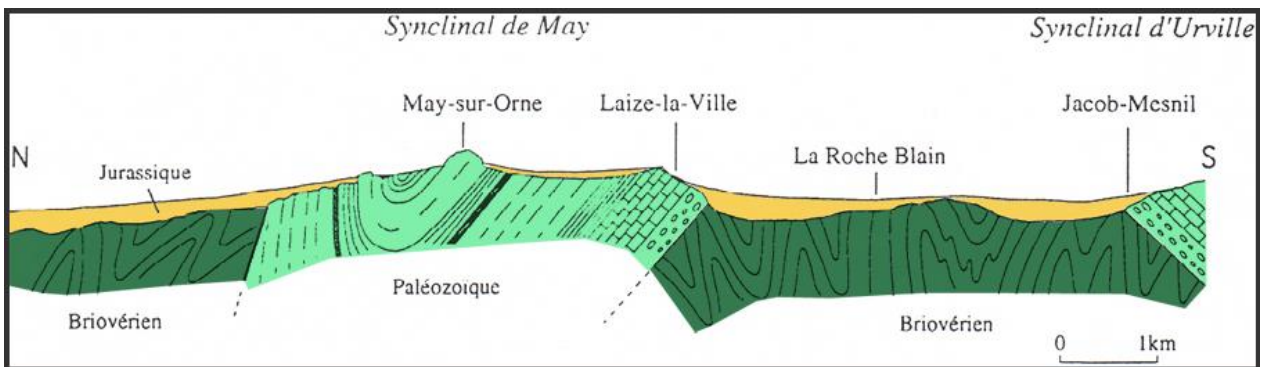 Synclinal de May
Synclinal d'Urville
May-sur-Orne
Laize-la-Ville
Jacob-Mesnil
La Roche Blain
N
Jurassique
S
Paléozoïque
Briovérien
Briovérien
0 1km